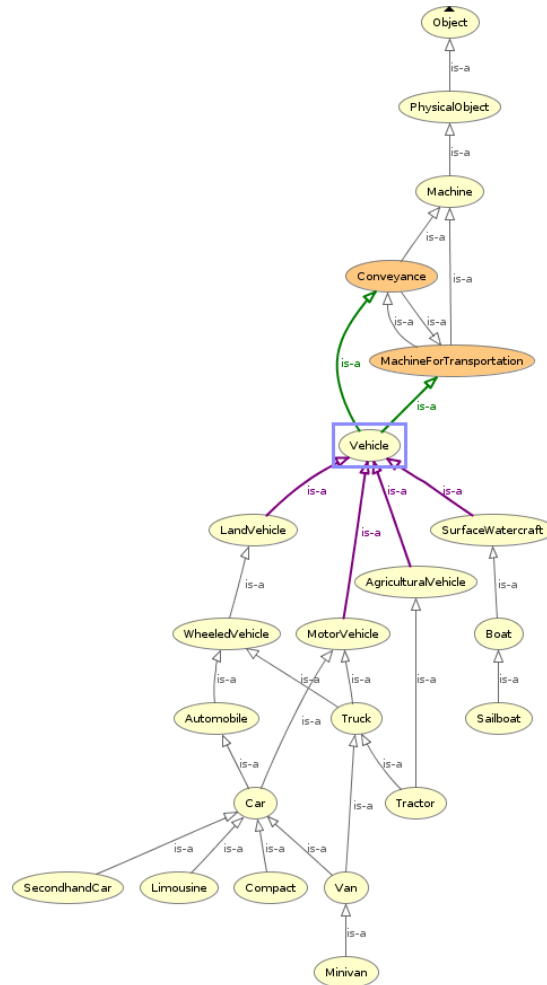 Object
is-a
PhysicalObject
is-a
Machine
is-a
is-a
Conveyance
is-a
is-a
MachineForTransportation
is-a
is-a
Vehicle
is-a
is-a
is-a
is-a
LandVehicle
SurfaceWatercraft
is-a
AgriculturalVehicle
is-a
WheeledVehicle
MotorVehicle
Boat
is-a
is-a
is-a
is-a
Automobile
Truck
Sailboat
is-a
is-a
is-a
Car
Tractor
is-a
is-a
is-a
is-a
is-a
SecondhandCar
Limousine
Compact
Van
is-a
Minivan